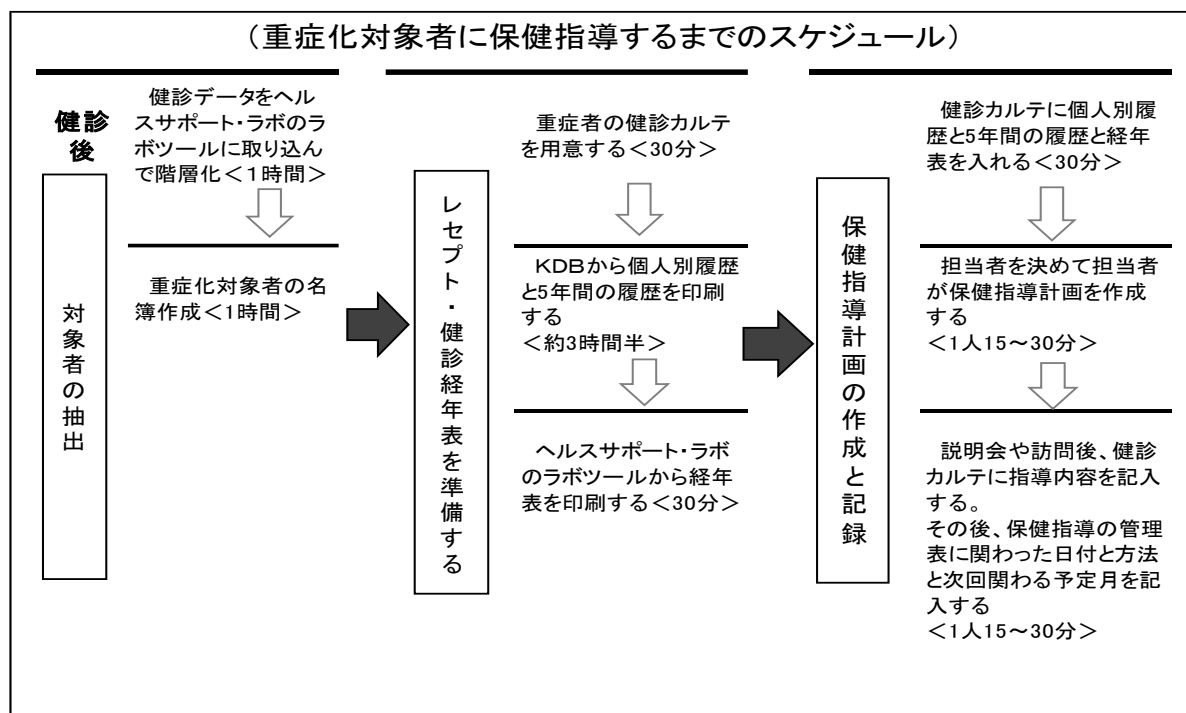 （重症化対象者に保健指導するまでのスケジュール）
健診
後
健診データをヘル
スサポート・ラボのラ
ボツールに取り込ん
で階層化＜１時間＞
対象者の抽出
重症化対象者の名
簿作成＜1時間＞
レセプト・健診経年表を準備する
重症者の健診カルテ
を用意する＜30分＞
KDBから個人別履歴
と5年間の履歴を印刷
する
＜約3時間半＞
ヘルスサポート・ラボ
のラボツールから経年
表を印刷する＜30分＞
保健指導計画の作成と記録
健診カルテに個人別履
歴と5年間の履歴と経年
表を入れる＜30分＞
担当者を決めて担当者
が保健指導計画を作成
する
＜1人15～30分＞
説明会や訪問後、健診
カルテに指導内容を記入
する。
その後、保健指導の管理
表に関わった日付と方法
と次回関わる予定月を記
入する
＜1人15～30分＞